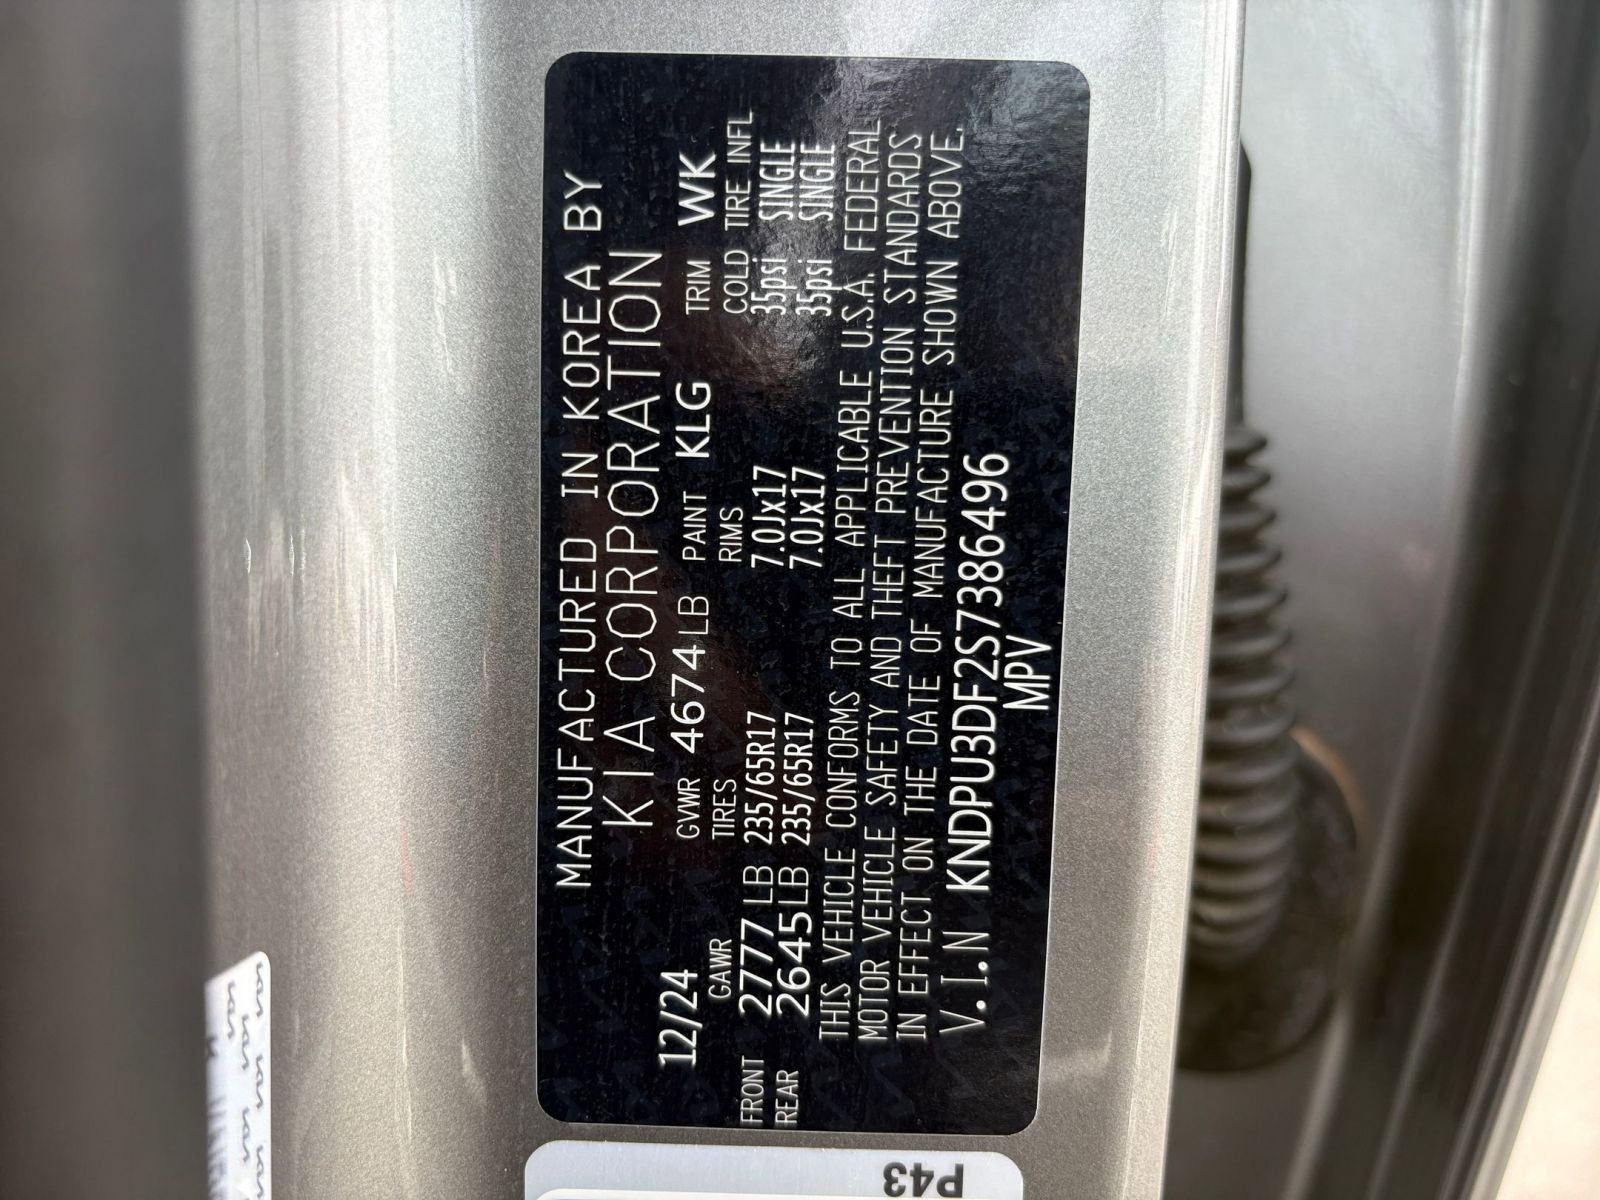 MANUFACTURED IN KOREA BY
KIA CORPORATION
12/24 GVWR 4674LB PAINT KLG TRIM WK
GAWR TIRES RIMS COLD TIRE INFL
FRONT 2777LB 235/65R17 7.0Jx17 35psi SINGLE
REAR 2645LB 235/65R17 7.0Jx17 35psi SINGLE
THIS VEHICLE CONFORMS TO ALL APPLICABLE U.S.A. FEDERAL
MOTOR VEHICLE SAFETY AND THEFT PREVENTION STANDARDS
IN EFFECT ON THE DATE OF MANUFACTURE SHOWN ABOVE.
V.I.N KNDPU3DF2S7386496
MPV
P43